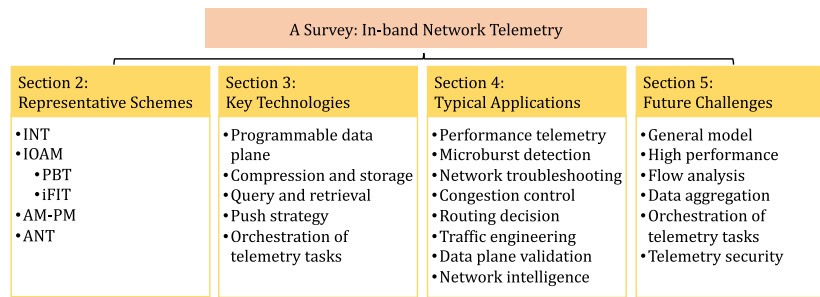 A Survey: In-band Network Telemetry
Section 2:
Representative Schemes
•INT
•IOAM
•PBT
•iFIT
•AM-PM
•ANT
Section 3:
Key Technologies
•Programmable data
plane
•Compression and storage
•Query and retrieval
•Push strategy
•Orchestration of
telemetry tasks
Section 4:
Typical Applications
•Performance telemetry
•Microburst detection
•Network troubleshooting
•Congestion control
•Routing decision
•Traffic engineering
•Data plane validation
•Network intelligence
Section 5:
Future Challenges
•General model
•High performance
•Flow analysis
•Data aggregation
•Orchestration of
telemetry tasks
•Telemetry security